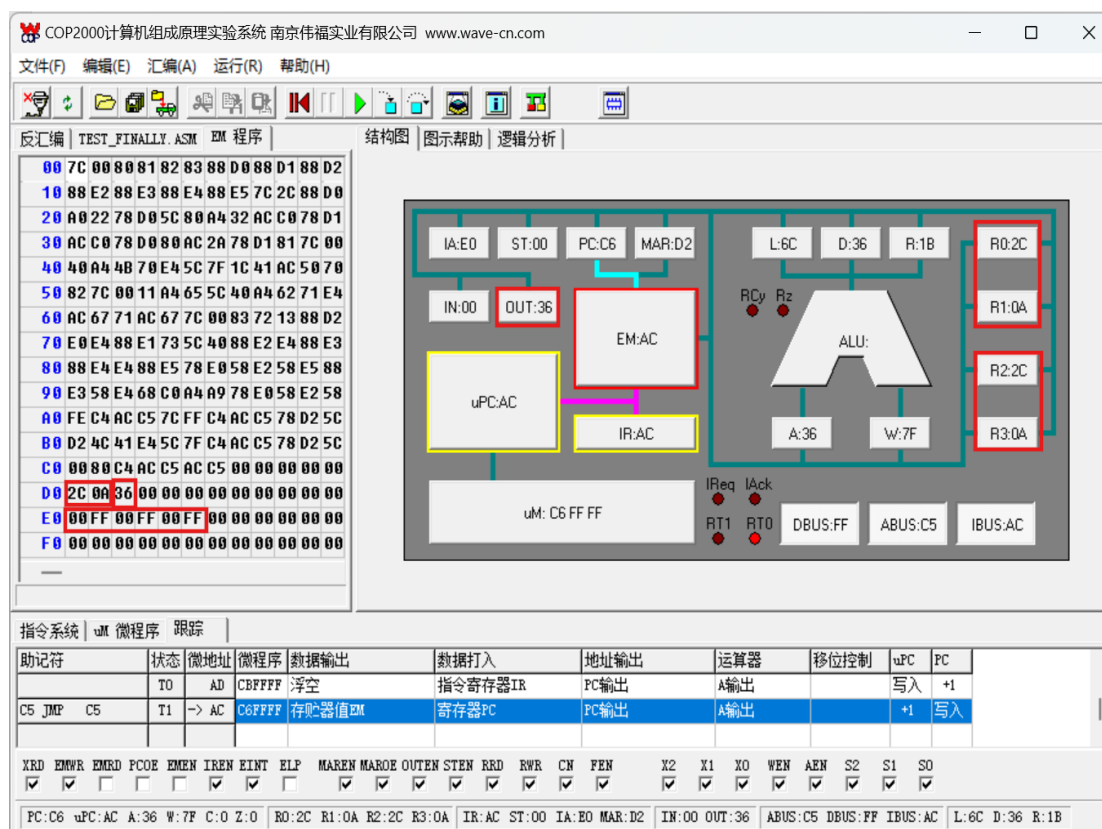 COP2000计算机组成原理实验系统 南京伟福实业有限公司 www.wave-cn.com
文件(F) 编辑(E) 汇编(A) 运行(R) 帮助(H)
反汇编 TEST_FINALLY.ASM EM 程序
结构图 图示帮助 逻辑分析
00 7C 00 80 81 82 83 88 D0 88 D1 88 D2
10 88 E2 88 E3 88 E4 88 E5 7C 2C 88 D0
20 A0 22 78 D0 5C 80 A4 32 AC C0 78 D1
30 AC C0 78 D0 80 AC 2A 78 D1 81 7C 00
40 40 A4 4B 70 E4 5C 7F 1C 41 AC 50 70
50 82 7C 00 11 A4 65 5C 40 A4 62 71 E4
60 AC 67 71 AC 67 7C 00 83 72 13 88 D2
70 E0 E4 88 E1 73 5C 40 88 E2 E4 88 E3
80 88 E4 E4 88 E5 78 E0 58 E2 58 E5 88
90 E3 58 E4 68 C0 A4 A9 78 E0 58 E2 58
A0 FE C4 AC C5 7C FF C4 AC C5 78 D2 5C
B0 D2 4C 41 E4 5C 7F C4 AC C5 78 D2 5C
C0 00 80 C4 AC C5 AC C5 00 00 00 00 00
D0 2C 0A 36 00 00 00 00 00 00 00 00 00
E0 00 FF 00 FF 00 FF 00 00 00 00 00 00
F0 00 00 00 00 00 00 00 00 00 00 00 00
IA:E0 ST:00 PC:C6 MAR:D2 L:6C D:36 R:1B R0:2C
IN:00 OUT:36 RCy Rz R1:0A
EM:AC ALU:
R2:2C
uPC:AC
IR:AC A:36 W:7F R3:0A
IReq IAck
uM: C6 FF FF RT1 RT0 DBUS:FF ABUS:C5 IBUS:AC
指令系统 uM 微程序 跟踪
助记符 状态 微地址 微程序 数据输出 数据打入 地址输出 运算器 移位控制 uPC PC
T0 AD CBFFFF 浮空 指令寄存器IR PC输出 A输出 写入 +1
C5 JMP C5 T1 -> AC C6FFFF 存贮器值EM 寄存器PC PC输出 A输出 +1 写入
XRD EMWR EMRD PCOE EMEN IREN EINT ELP MAREN MAROE OUTEN STEN RRD RWR CN FEN X2 X1 X0 WEN AEN S2 S1 S0
PC:C6 uPC:AC A:36 W:7F C:0 Z:0 R0:2C R1:0A R2:2C R3:0A IR:AC ST:00 IA:E0 MAR:D2 IN:00 OUT:36 ABUS:C5 DBUS:FF IBUS:AC L:6C D:36 R:1B